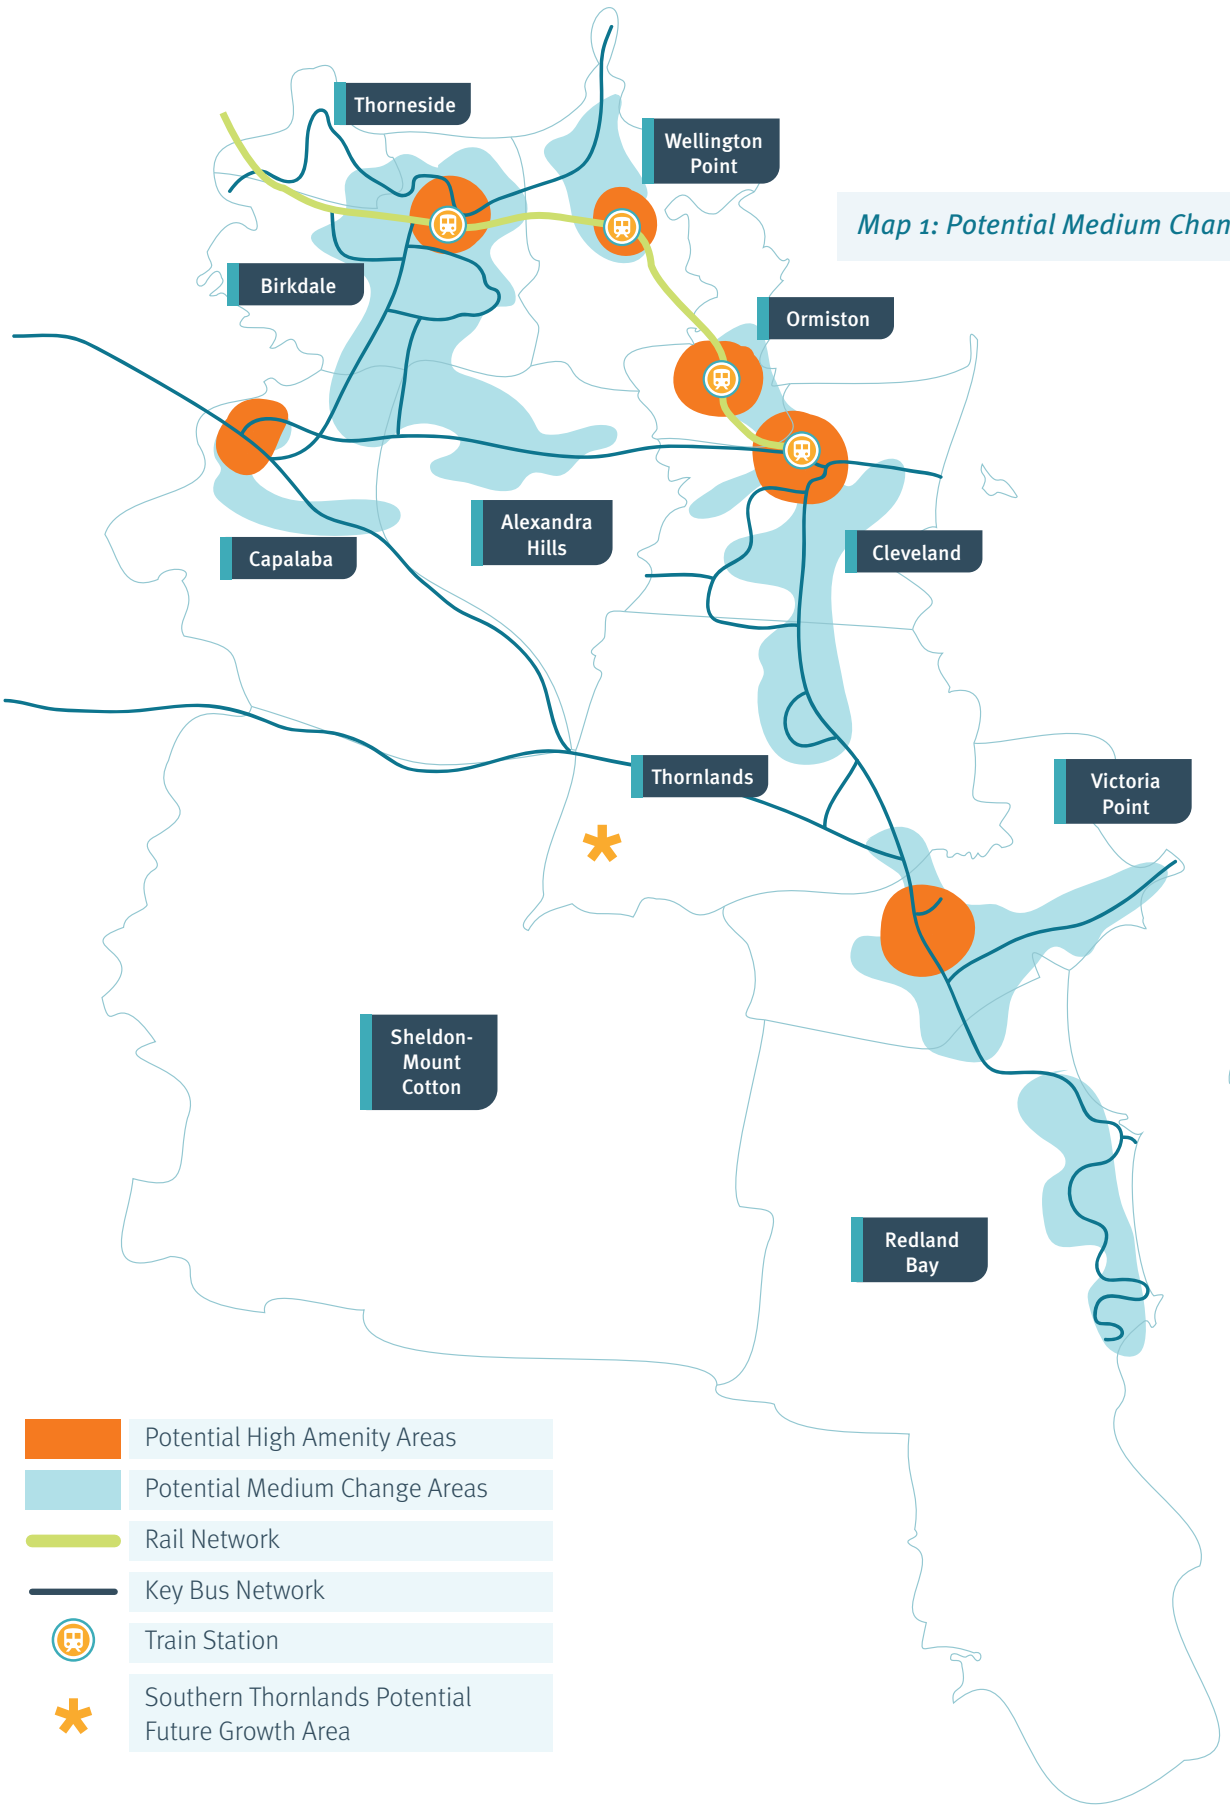 Thorneside
Wellington
Point
Map 1: Potential Medium Chan
Birkdale
Ormiston
Alexandra
Hills
Capalaba
Cleveland
Thornlands
Victoria
Point
Sheldon-
Mount
Cotton
Redland
Bay
Potential High Amenity Areas
Potential Medium Change Areas
Rail Network
Key Bus Network
Train Station
Southern Thornlands Potential
Future Growth Area